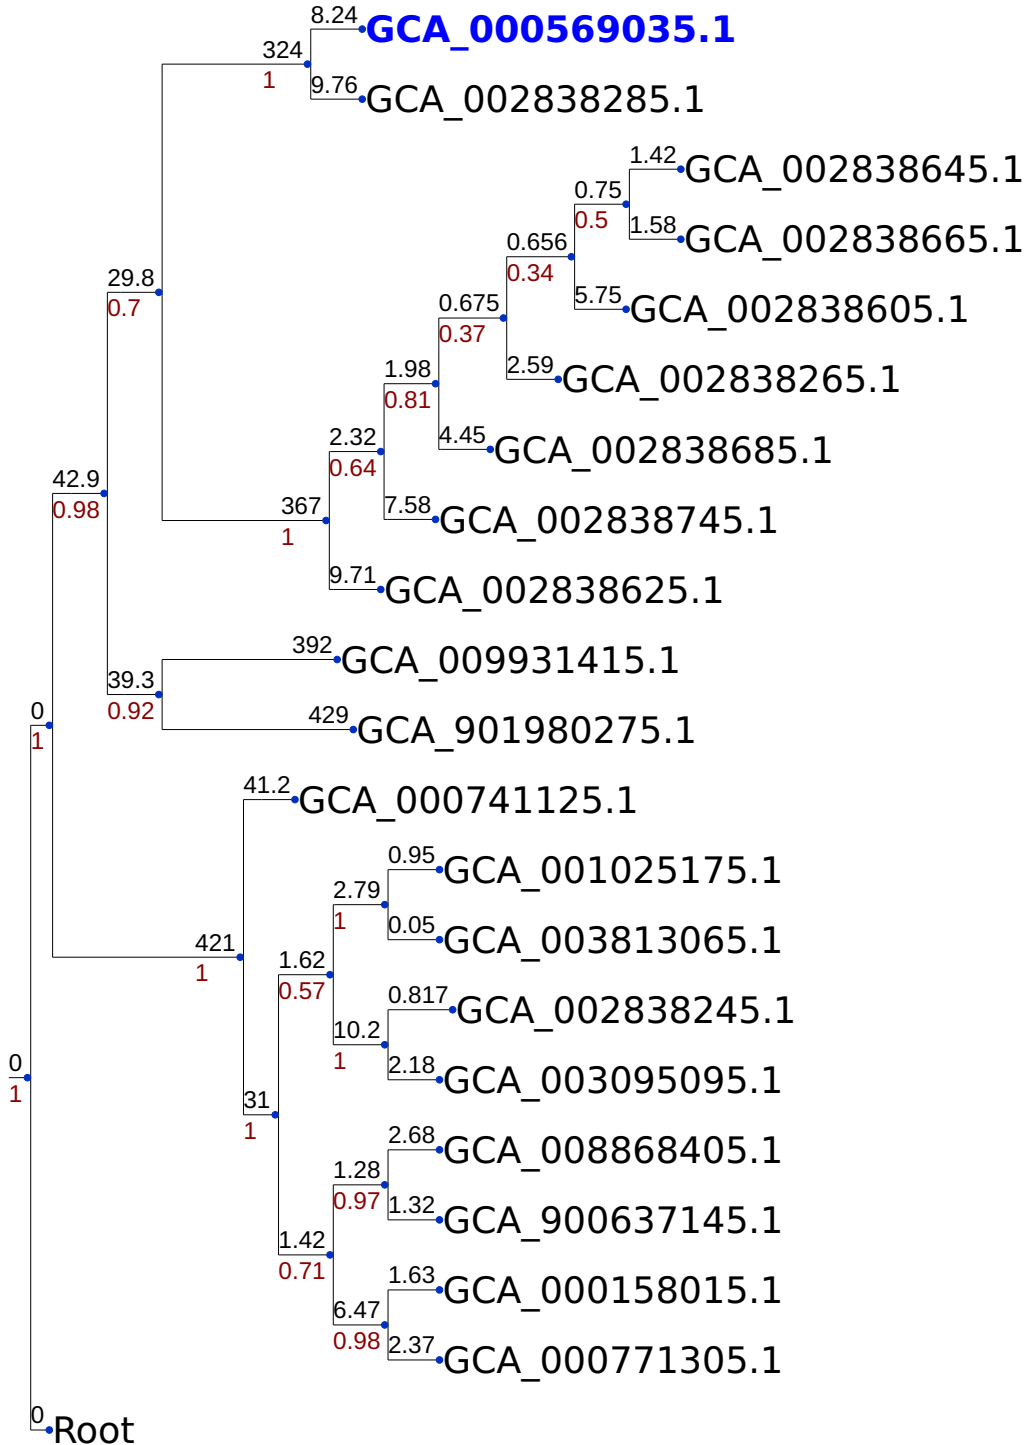 8.24
GCA_000569035.1
324
1
9.76
GCA_002838285.1
1.42
GCA_002838645.1
0.75
0.5
1.58
GCA_002838665.1
0.656
0.34
5.75
GCA_002838605.1
29.8
0.7
0.675
0.37
2.59
GCA_002838265.1
1.98
0.81
4.45
GCA_002838685.1
2.32
0.64
42.9
0.98
7.58
GCA_002838745.1
367
1
9.71
GCA_002838625.1
392
GCA_009931415.1
39.3
0.92
429
GCA_901980275.1
0
1
41.2
GCA_000741125.1
0.95
GCA_001025175.1
2.79
1
0.05
GCA_003813065.1
421
1
1.62
0.57
0.817
GCA_002838245.1
10.2
1
2.18
GCA_003095095.1
0
1
31
1
2.68
GCA_008868405.1
1.28
0.97
1.32
GCA_900637145.1
1.42
0.71
1.63
GCA_000158015.1
6.47
0.98
2.37
GCA_000771305.1
0
Root